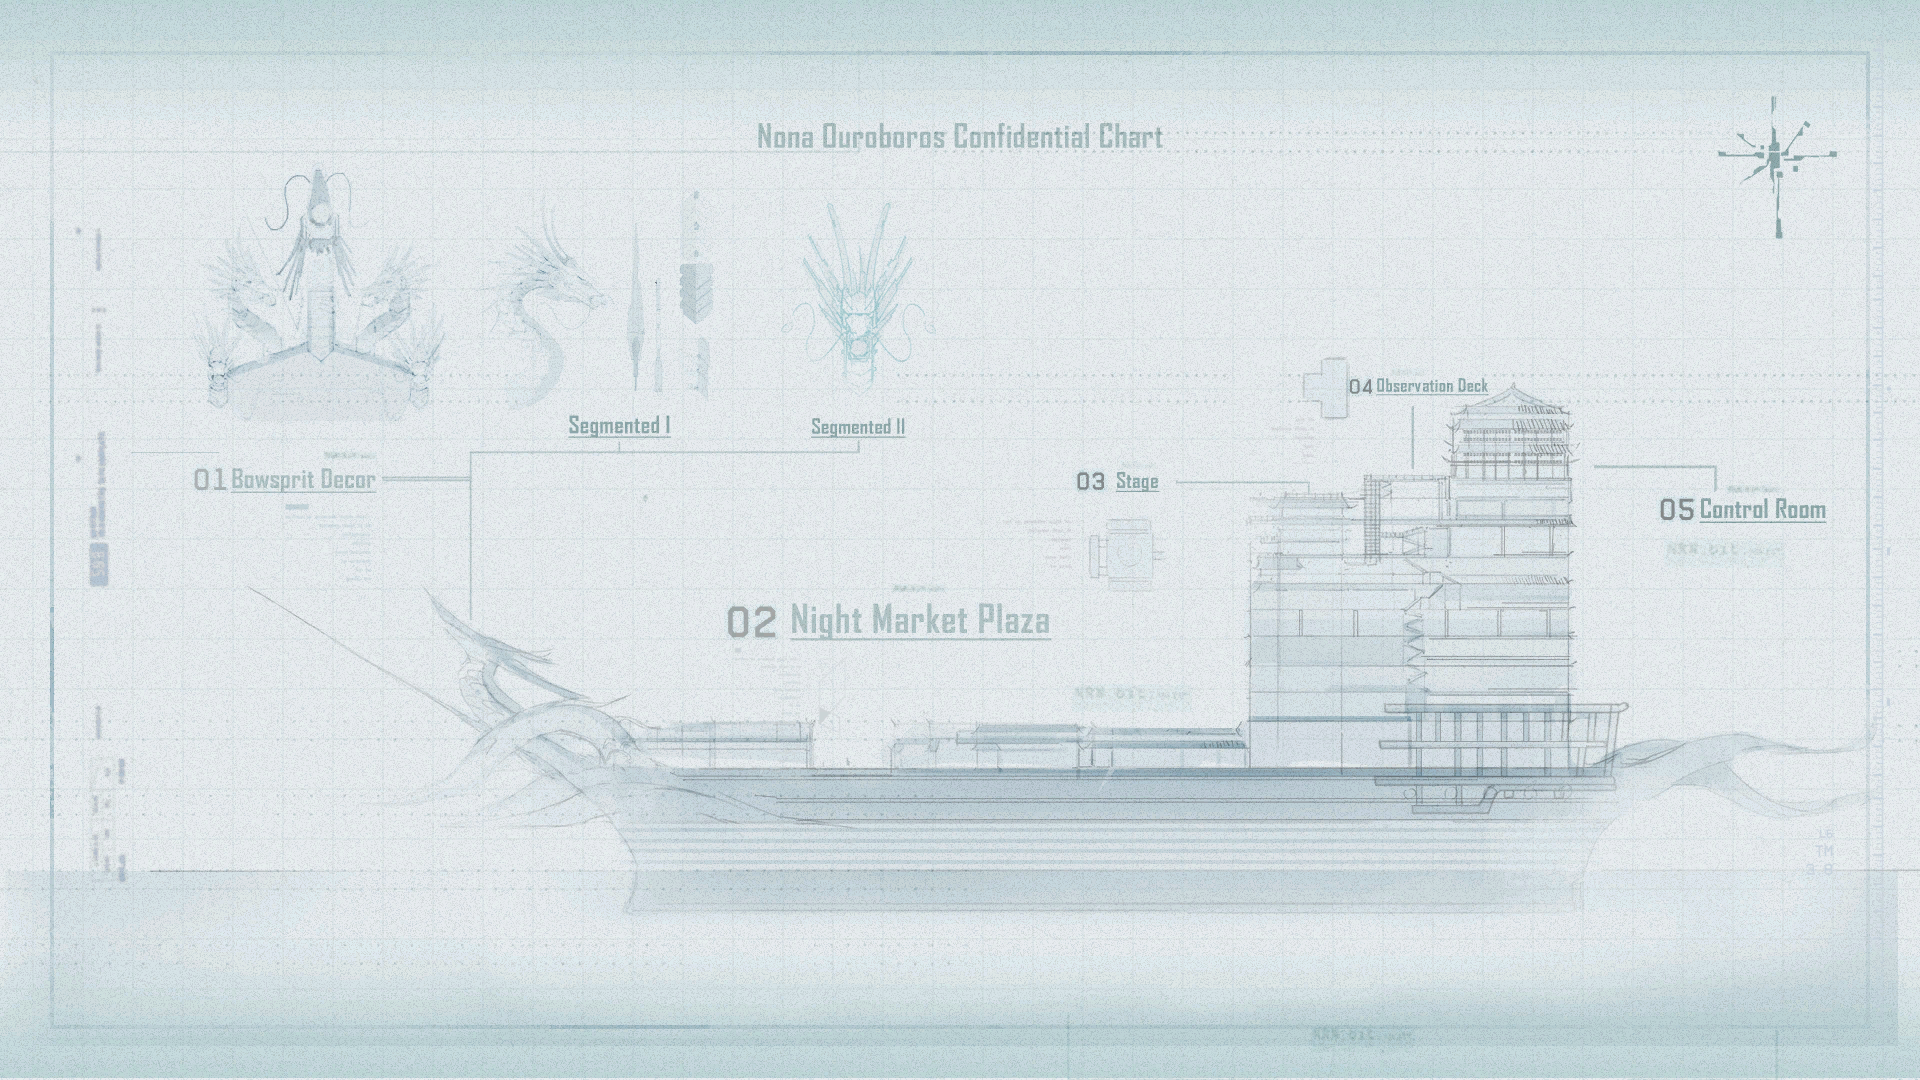 Nona Ouroboros Confidential Chart
04 Observation Deck
Segmented I
Segmented II
01 Bowsprit Decor
03 Stage
05 Control Room
02 Night Market Plaza